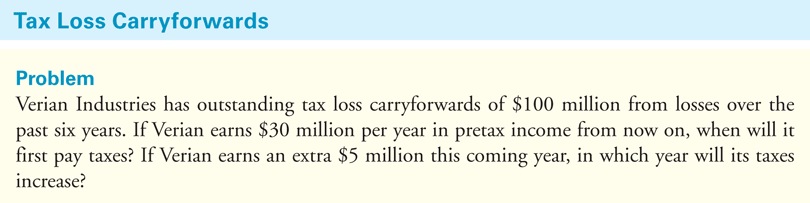 Tax Loss Carryforwards
Problem
Verian Industries has outstanding tax loss carryforwards of $100 million from losses over the
past six years. If Verian earns $30 million per year in pretax income from now on, when will it
first pay taxes? If Verian earns an extra $5 million this coming year, in which year will its taxes
increase?